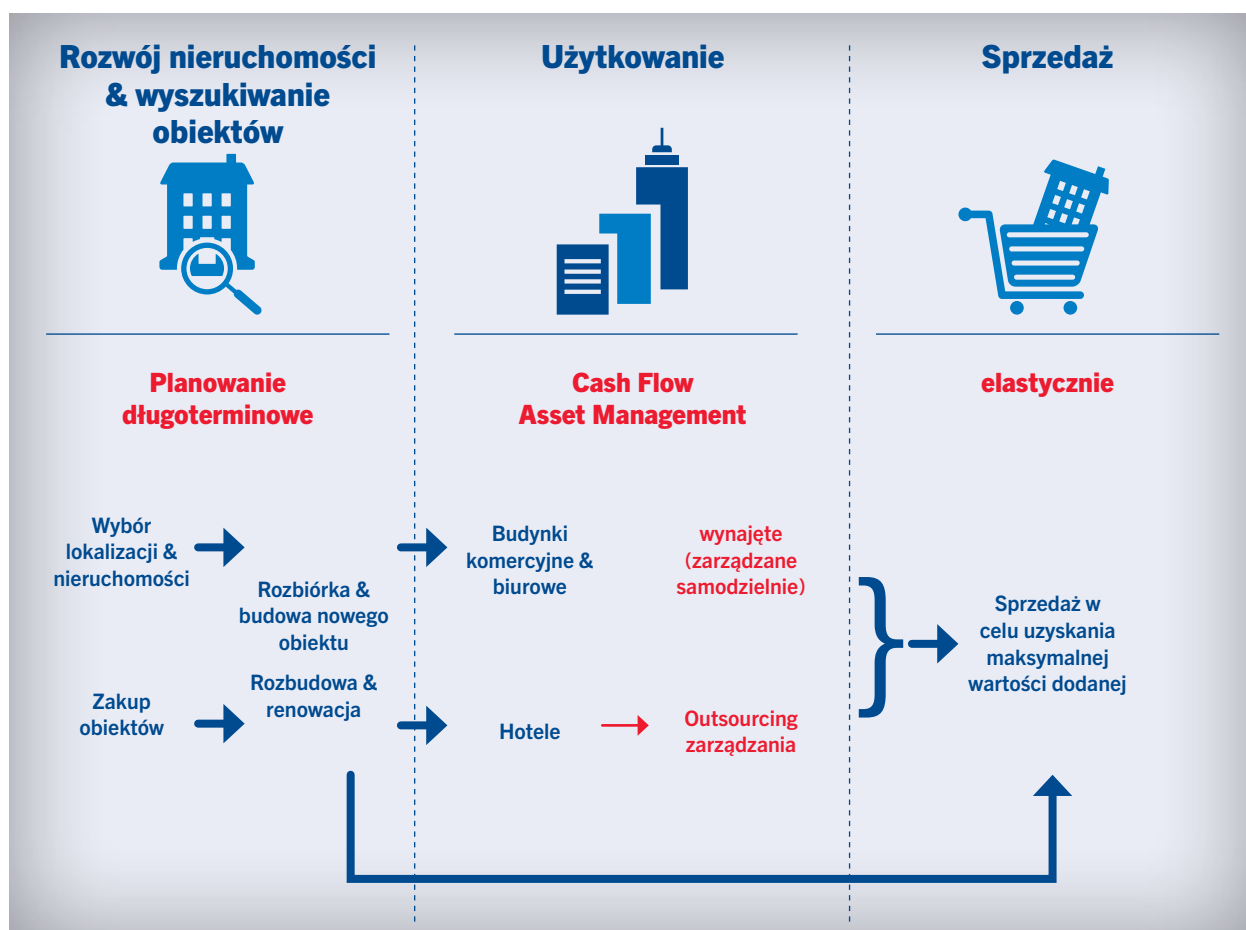 Rozwój nieruchomości
& wyszukiwanie
obiektów
Użytkowanie
Sprzedaż
Planowanie
długoterminowe
Cash Flow
Asset Management
elastycznie
Wybór
lokalizacji &
nieruchomości
Rozbiórka &
budowa nowego
obiektu
Zakup
obiektów
Rozbudowa &
renowacja
Budynki
komercyjne &
biurowe
wynajęte
(zarządzane
samodzielnie)
Hotele
Outsourcing
zarządzania
Sprzedaż w
celu uzyskania
maksymalnej
wartości dodanej